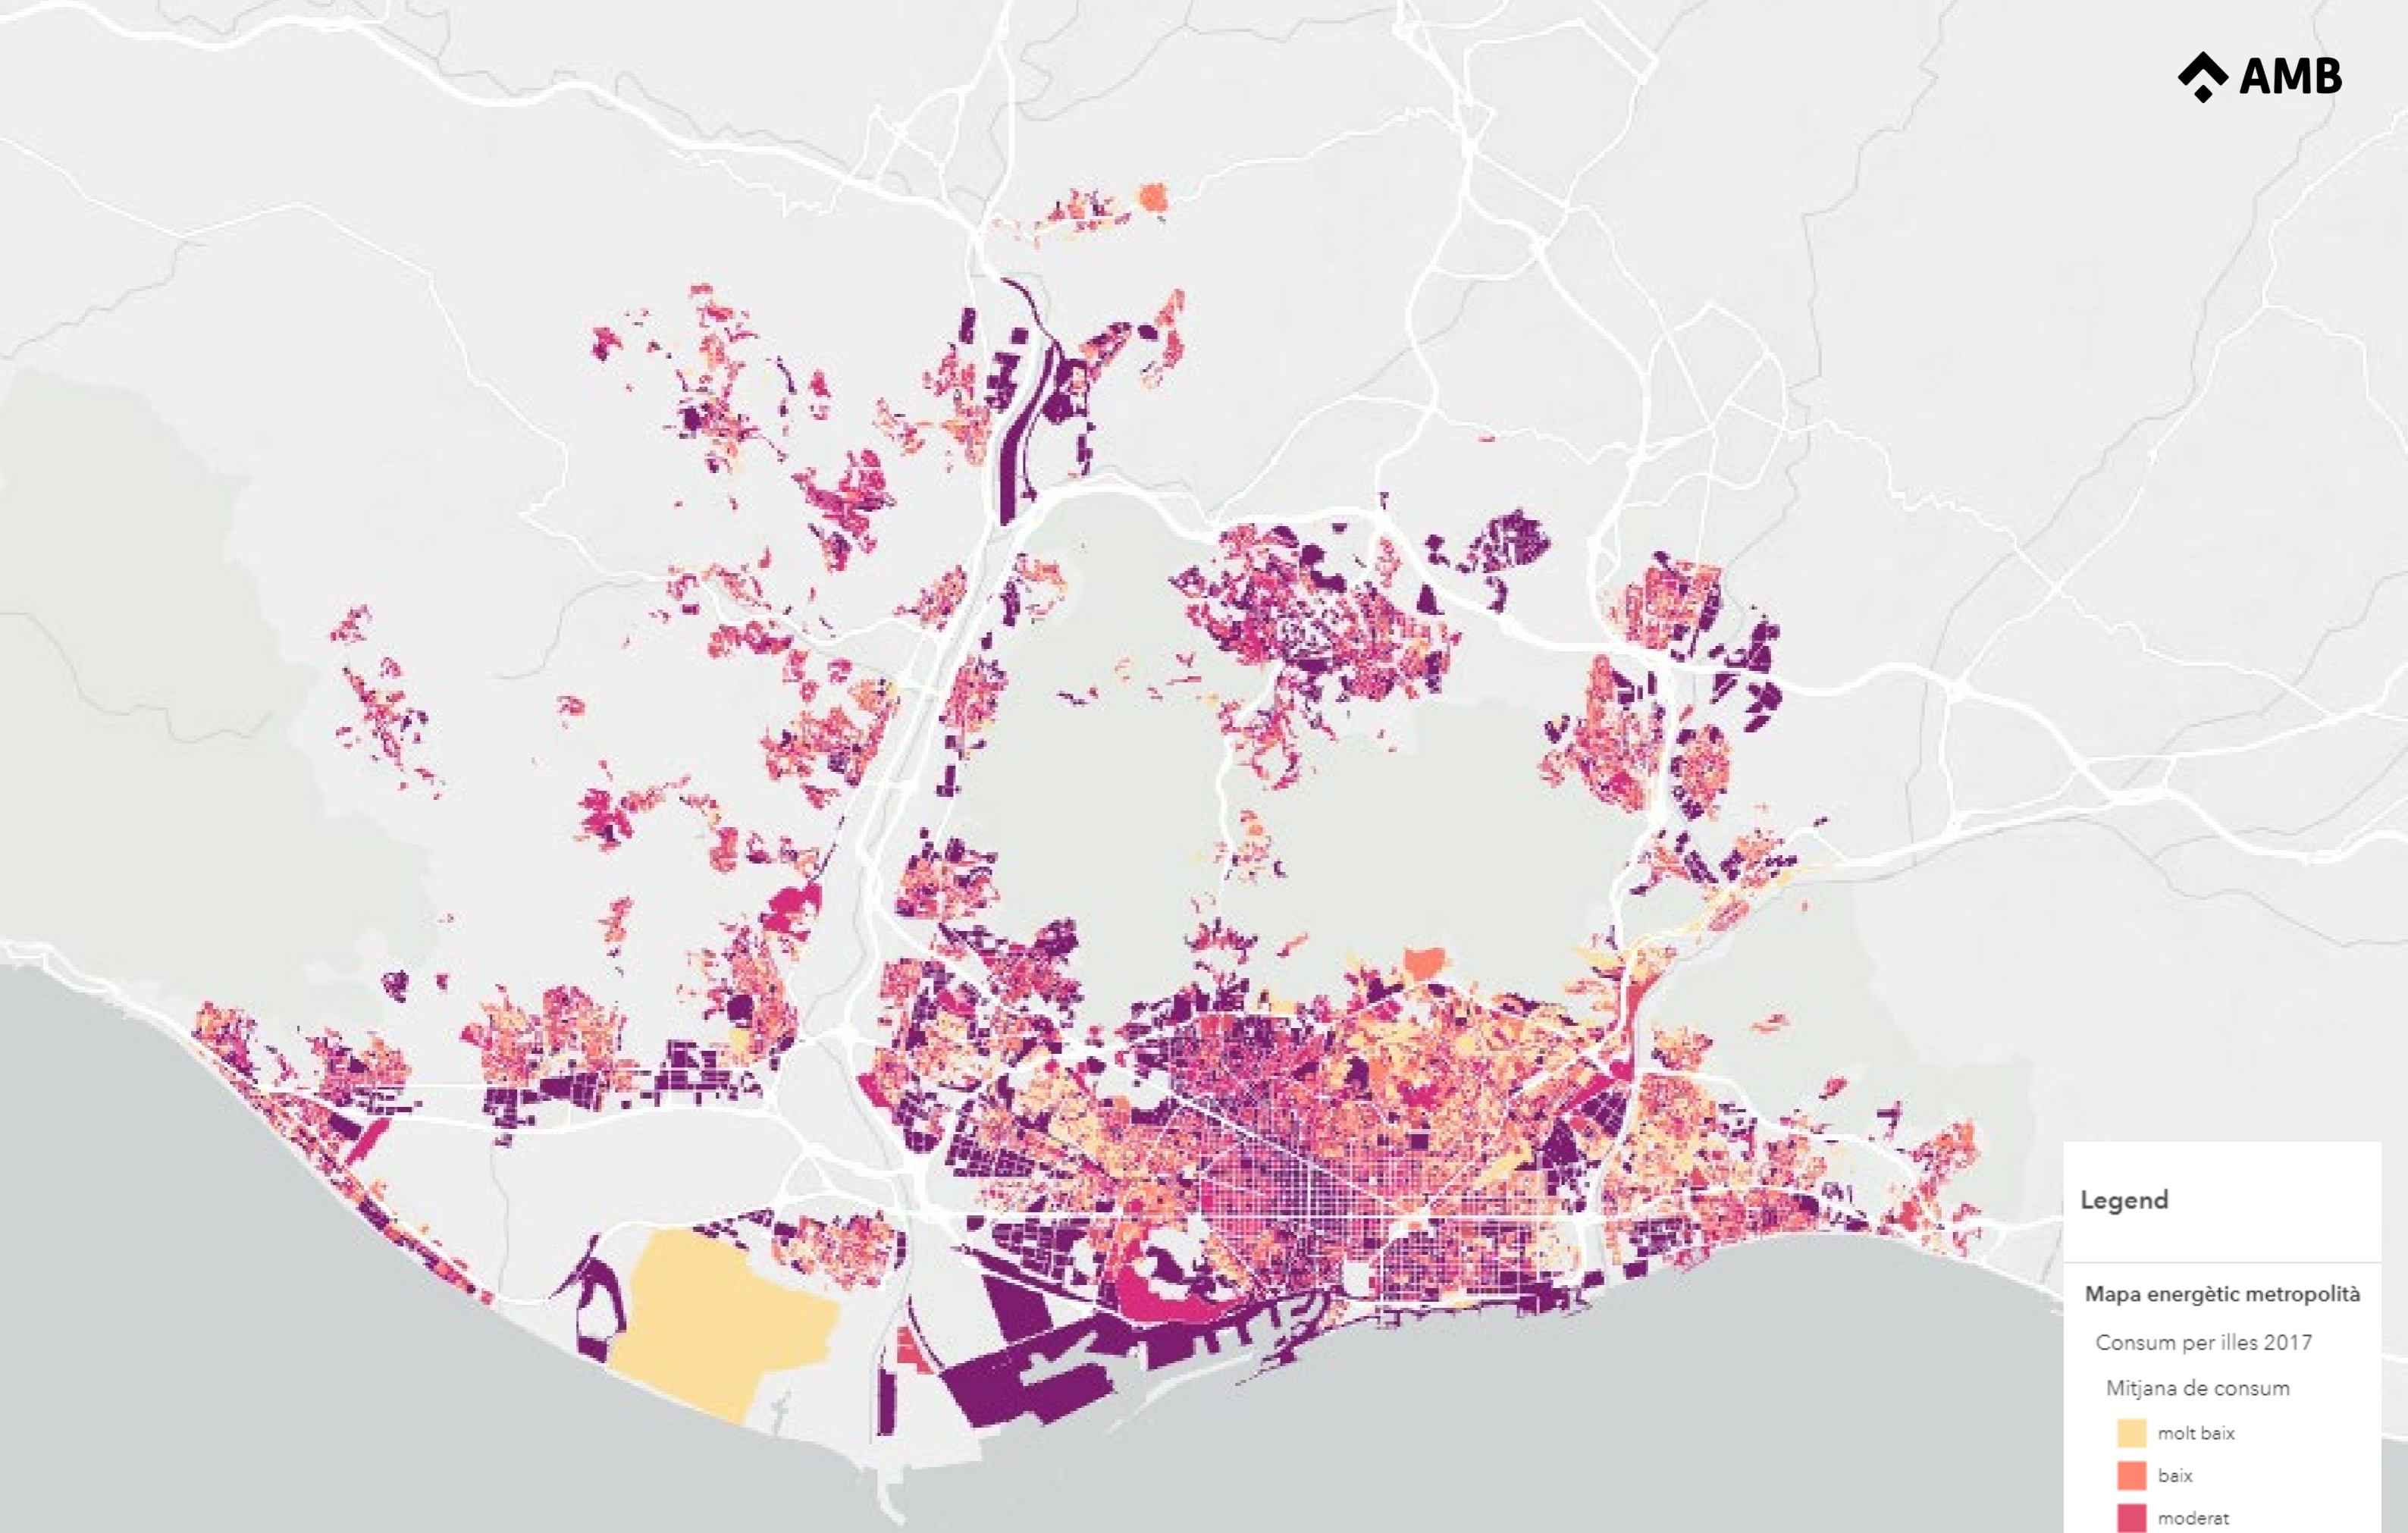 AMB
Legend
Mapa energètic metropolità
Consum per illes 2017
Mitjana de consum
molt baix
baix
moderat